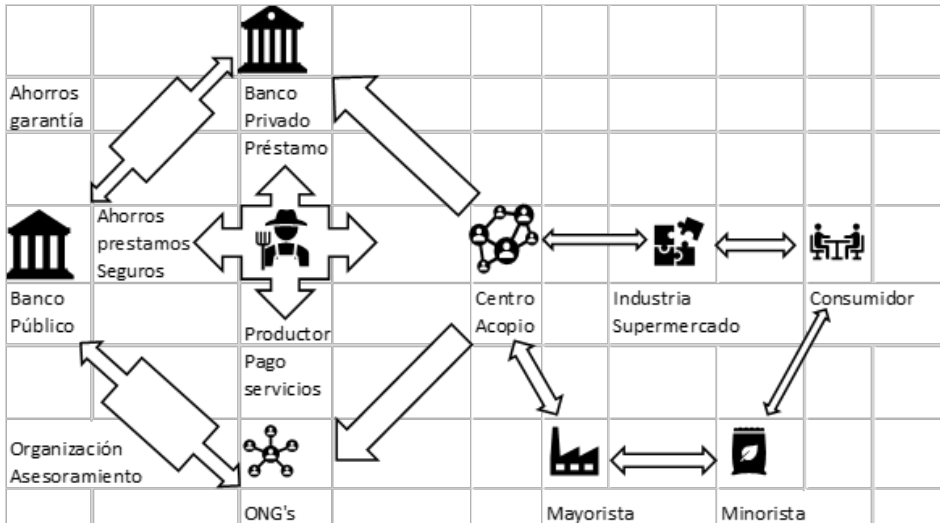 Ahorros
garantía
Banco
Privado
Préstamo
Ahorros
prestamos
Seguros
Banco
Público
Productor
Pago
servicios
Centro
Acopio
Industria
Supermercado
Consumidor
Organización
Asesoramiento
ONG's
Mayorista
Minorista